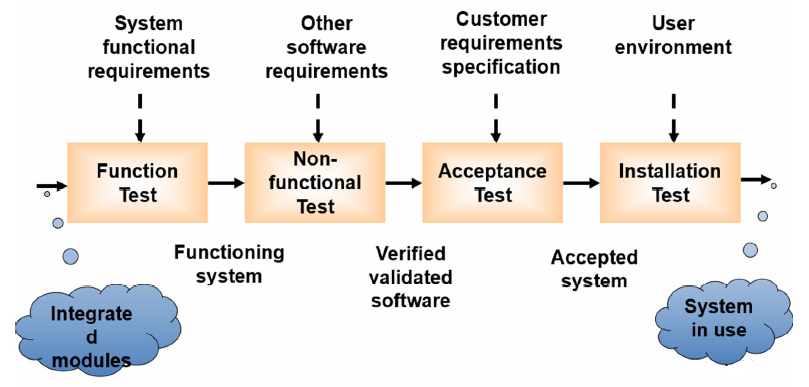 System
functional
requirements
Other
software
requirements
Customer
requirements
specification
User
environment
Function
Test
Non-
functional
Test
Acceptance
Test
Installation
Test
Functioning
system
Verified
validated
software
Accepted
system
Integrate
d
modules
System
in use